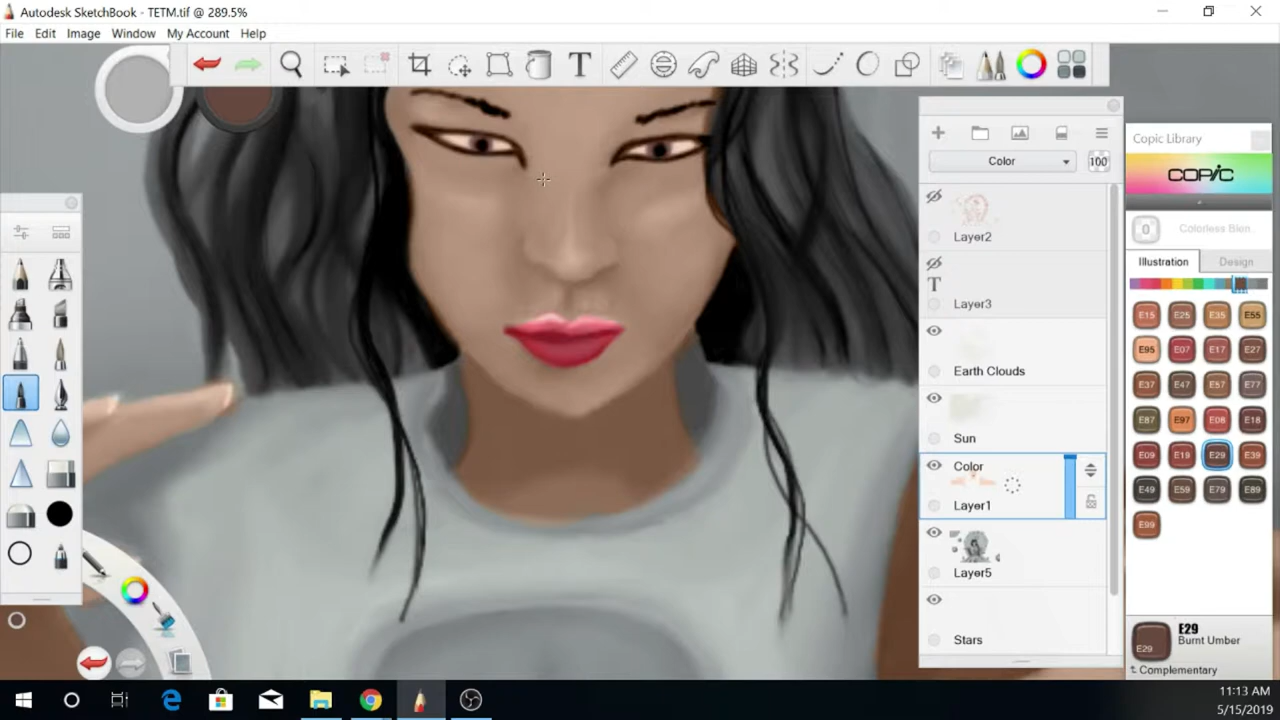 Autodesk SketchBook - TETM.tif @ 289.5%
File Edit Image Window My Account Help
T
Color 100
Layer2
T
Layer3
Earth Clouds
Sun
Color
Layer1
Layer5
Stars
Copic Library
COPIC
0 Colorless Blen
Illustration Design
E15 E25 E35 E55
E95 E07 E17 E27
E37 E47 E57 E77
E87 E97 E08 E18
E09 E19 E29 E39
E49 E59 E79 E89
E99
E29
Burnt Umber
E29
Complementary
11:13 AM
5/15/2019